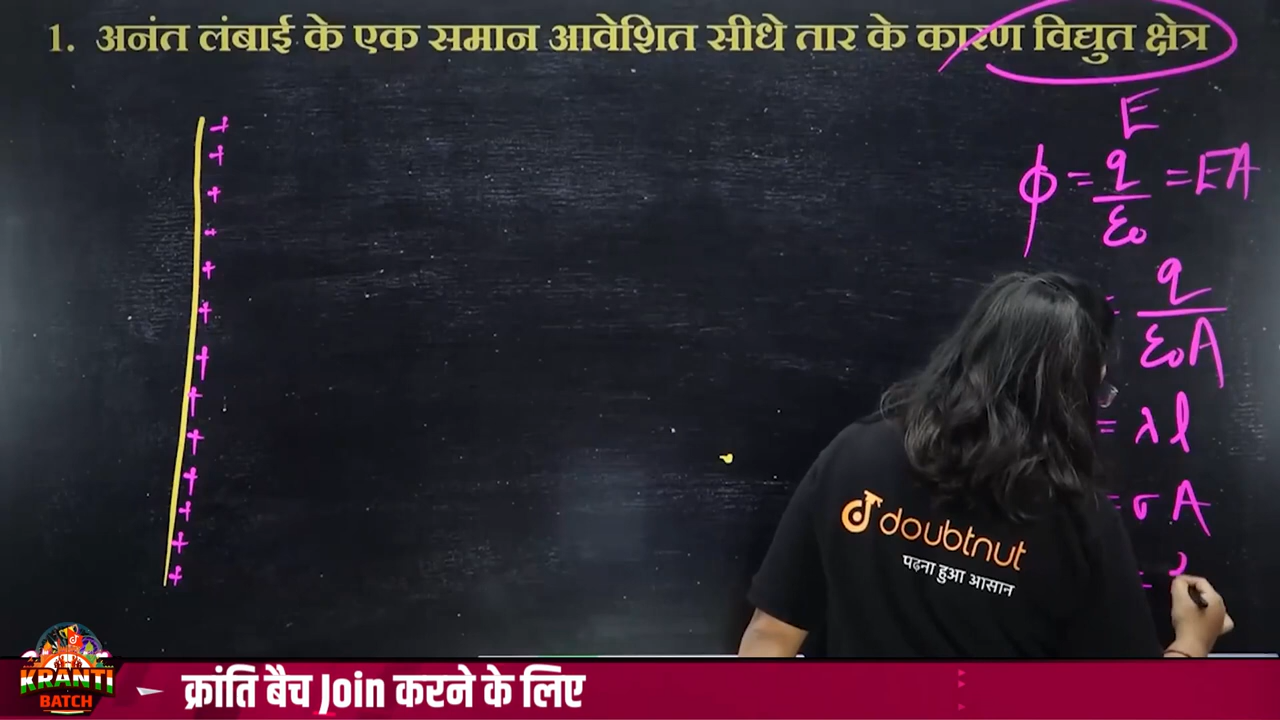 1. अनंत लंबाई के एक समान आवेशित सीधे तार के कारण विद्युत क्षेत्र
E
ϕ = q/ε₀ = EA
= q/ε₀A
= λl
= σA
=
doubtnut
पढ़ना हुआ आसान
KRANTI
BATCH
क्रांति बैच Join करने के लिए